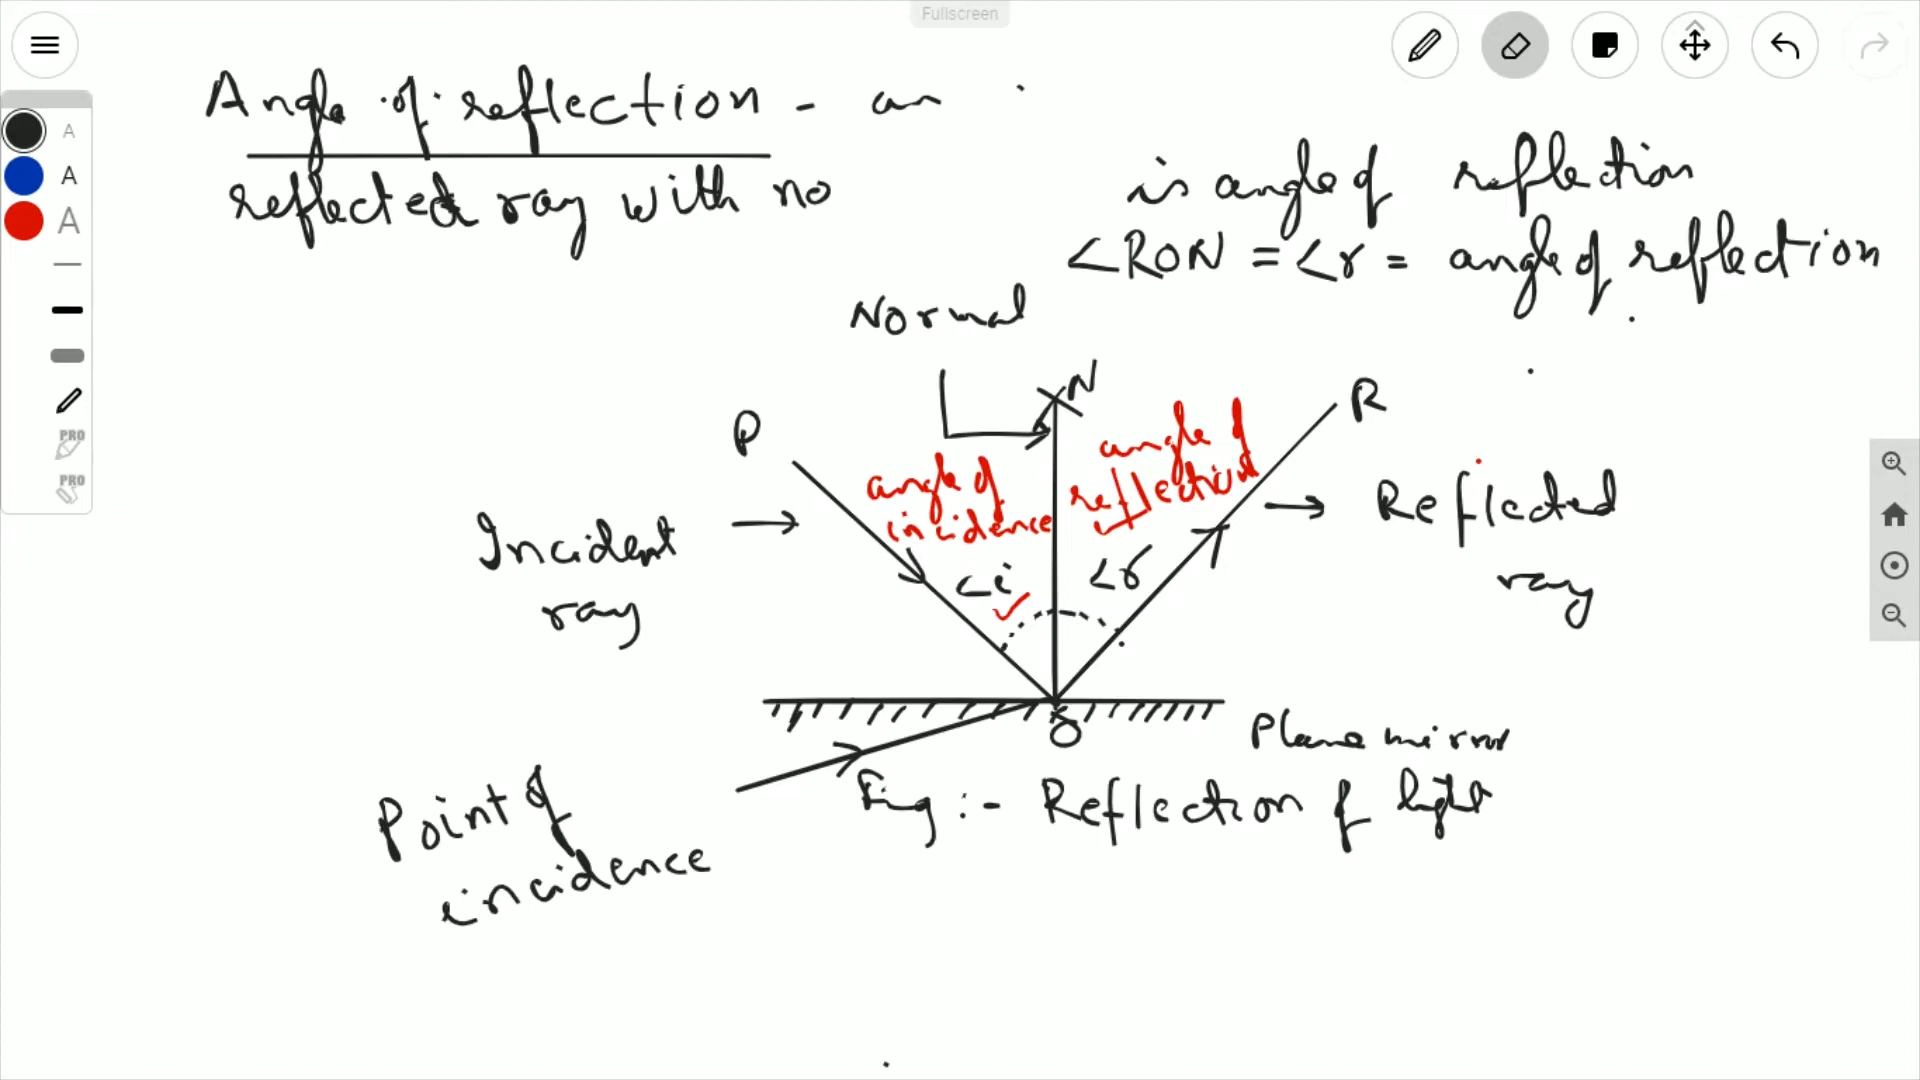 Fullscreen
Angle of reflection - an
reflected ray with no
is angle of reflection
∠RON = ∠r = angle of reflection
Normal
N
P
R
angle of
incidence
angle of
reflection
Incident
ray
→
→ Reflected
ray
∠i
∠r
O
Plane mirror
Fig :- Reflection of light
Point of
incidence
A
A
A
PRO
PRO